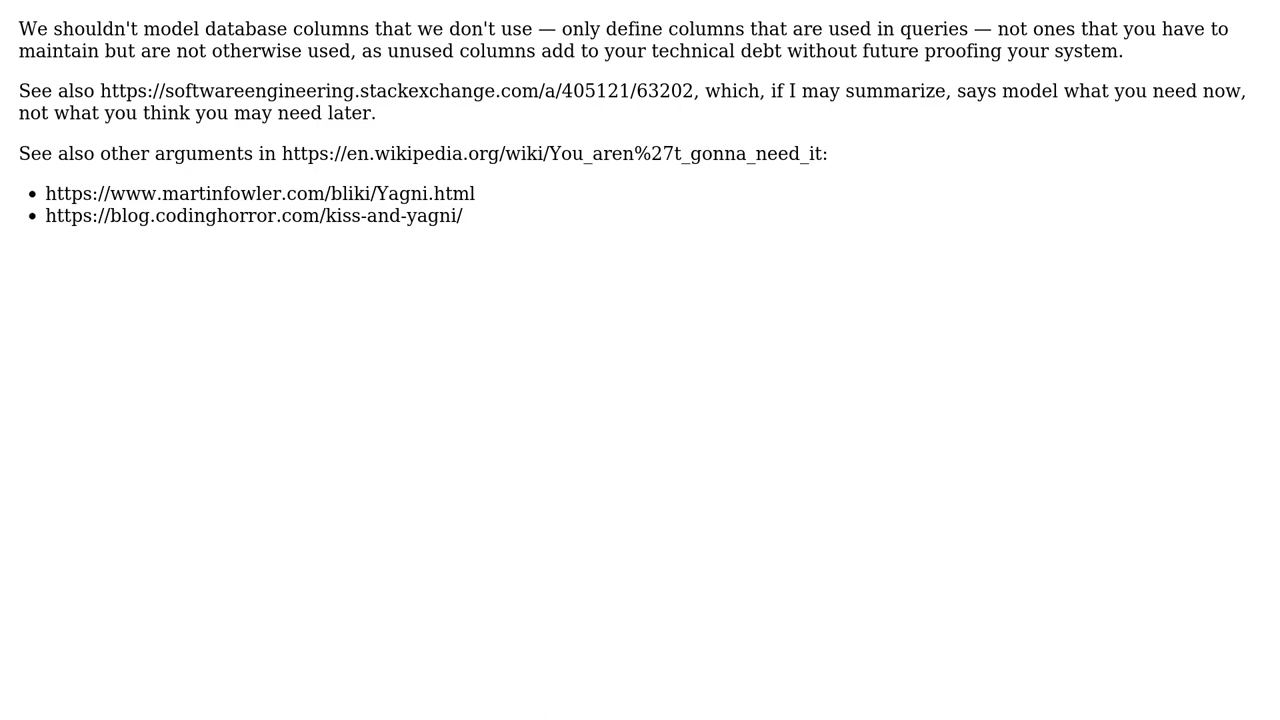 We shouldn't model database columns that we don't use — only define columns that are used in queries — not ones that you have to
maintain but are not otherwise used, as unused columns add to your technical debt without future proofing your system.
See also https://softwareengineering.stackexchange.com/a/405121/63202, which, if I may summarize, says model what you need now,
not what you think you may need later.
See also other arguments in https://en.wikipedia.org/wiki/You_aren%27t_gonna_need_it:
• https://www.martinfowler.com/bliki/Yagni.html
• https://blog.codinghorror.com/kiss-and-yagni/